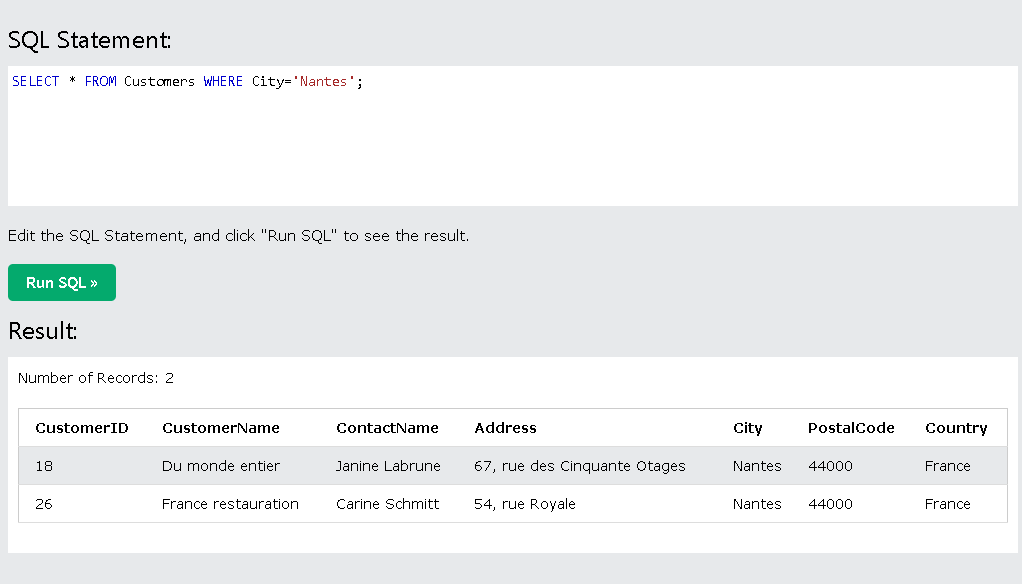 SQL Statement:
SELECT * FROM Customers WHERE City='Nantes';
Edit the SQL Statement, and click "Run SQL" to see the result.
Run SQL »
Result:
Number of Records: 2
CustomerID CustomerName ContactName Address City PostalCode Country
18 Du monde entier Janine Labrune 67, rue des Cinquante Otages Nantes 44000 France
26 France restauration Carine Schmitt 54, rue Royale Nantes 44000 France